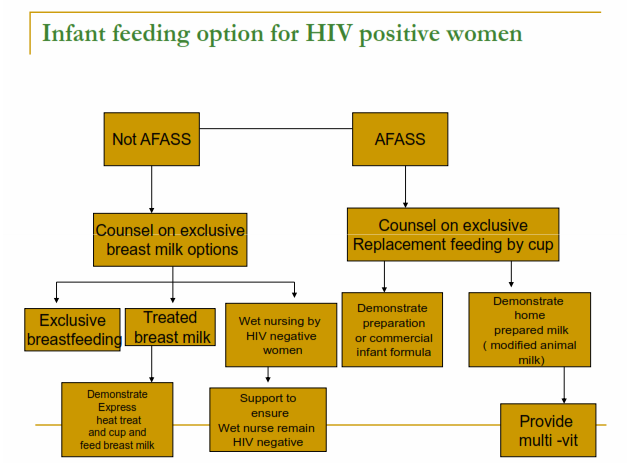 Infant feeding option for HIV positive women
Not AFASS
AFASS
Counsel on exclusive
breast milk options
Counsel on exclusive
Replacement feeding by cup
Exclusive
breastfeeding
Treated
breast milk
Wet nursing by
HIV negative
women
Demonstrate
preparation
or commercial
infant formula
Demonstrate
home
prepared milk
( modified animal
milk)
Demonstrate
Express
heat treat
and cup and
feed breast milk
Support to
ensure
Wet nurse remain
HIV negative
Provide
multi -vit